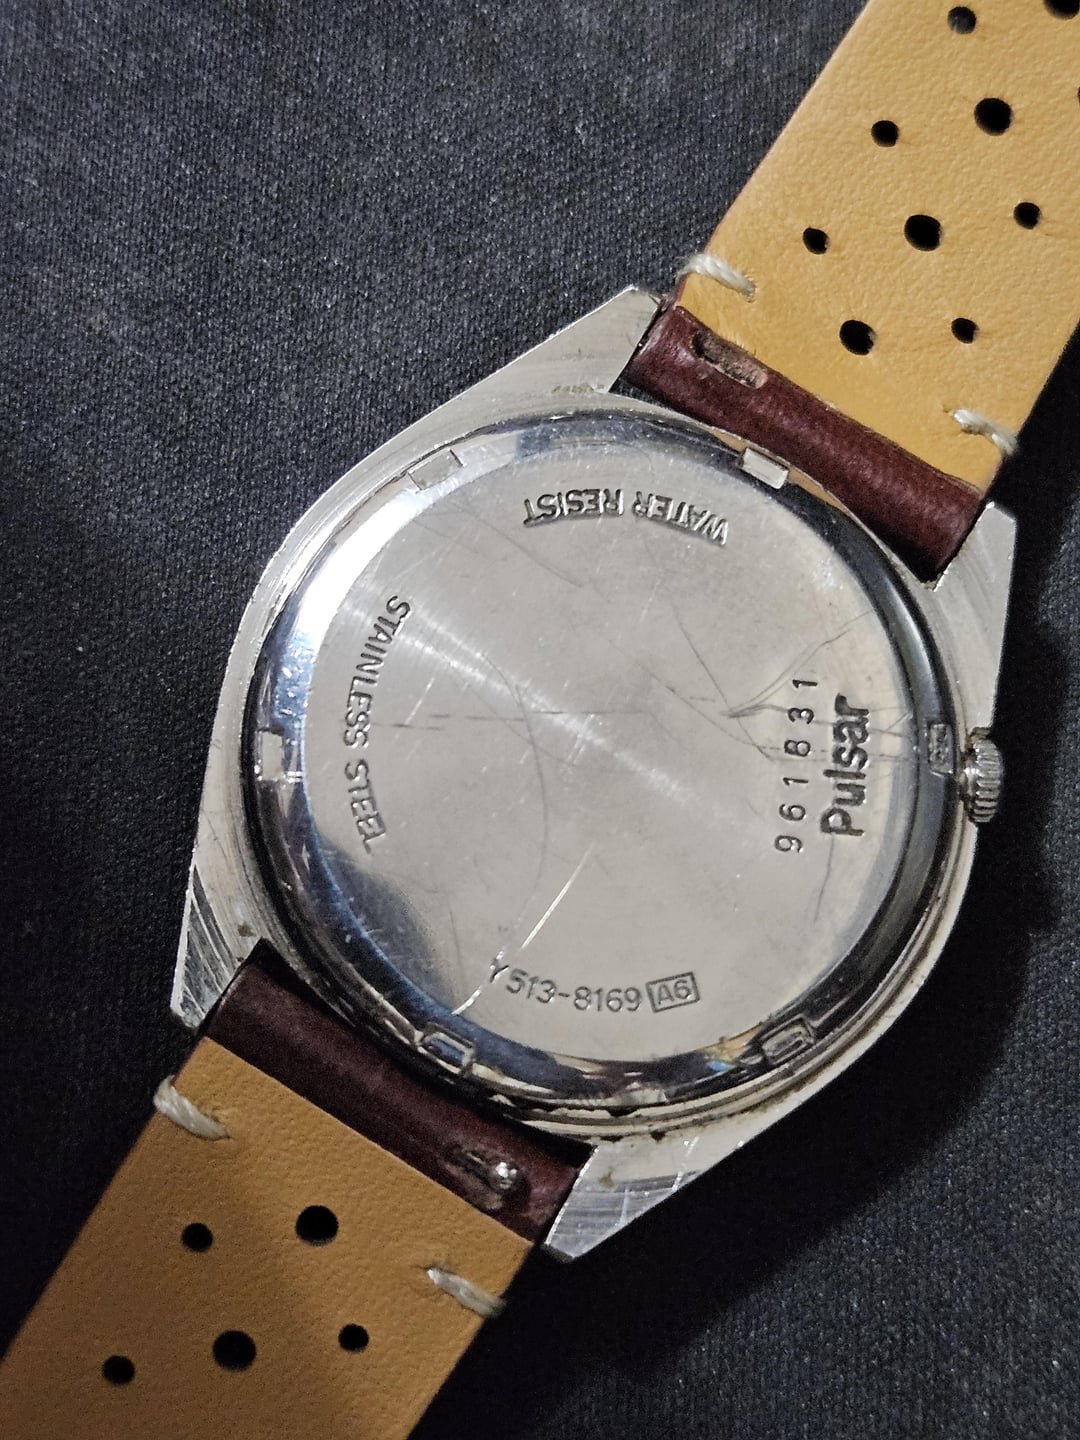 WATER RESIST
STAINLESS STEEL
961831
Pulsar
Y513-8169 A6